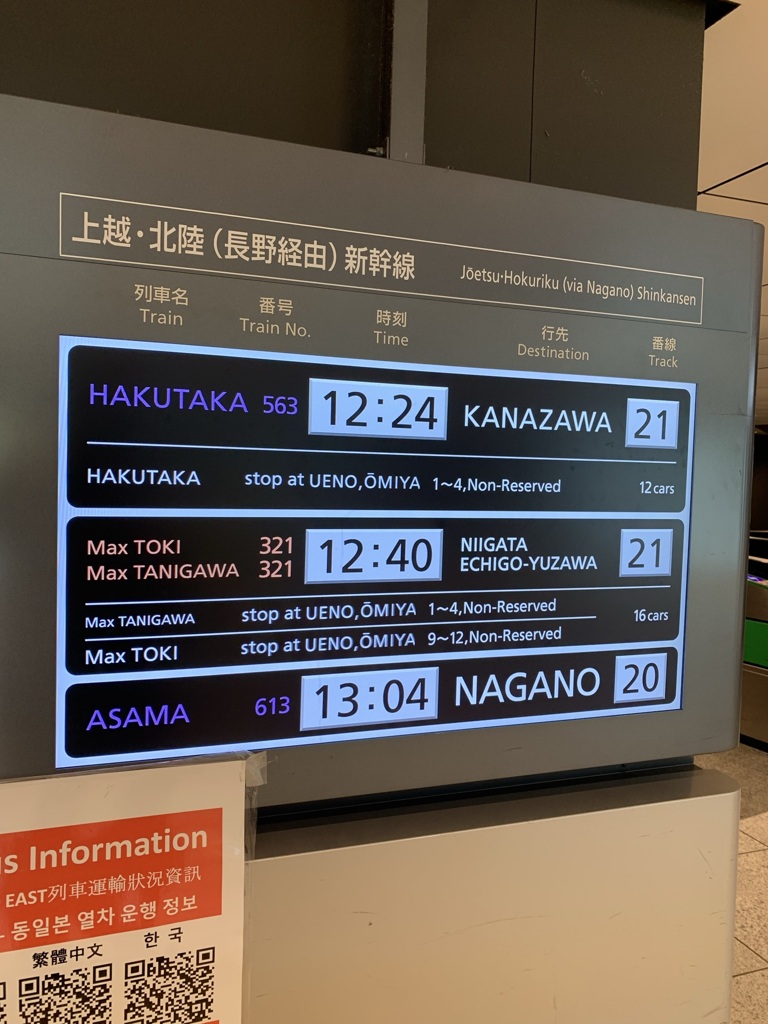 上越・北陸（長野経由）新幹線 Jōetsu・Hokuriku (via Nagano) Shinkansen
列車名 番号 時刻 行先 番線
Train Train No. Time Destination Track
HAKUTAKA 563 12:24 KANAZAWA 21
HAKUTAKA stop at UENO,ŌMIYA 1〜4,Non-Reserved 12 cars
Max TOKI 321 12:40 NIIGATA 21
Max TANIGAWA 321 ECHIGO-YUZAWA
Max TANIGAWA stop at UENO,ŌMIYA 1〜4,Non-Reserved 16 cars
Max TOKI stop at UENO,ŌMIYA 9〜12,Non-Reserved
ASAMA 613 13:04 NAGANO 20
Information
EAST列車運輸狀況資訊
동일본 열차 운행 정보
繁體中文 한국